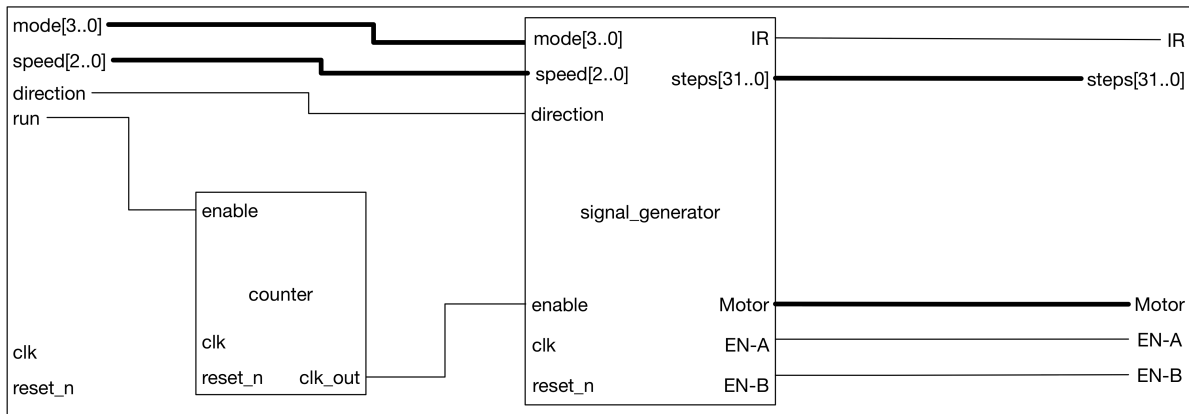 mode[3..0]
speed[2..0]
direction
run
clk
reset_n
enable
counter
clk
reset_n clk_out
mode[3..0] IR
speed[2..0] steps[31..0]
direction
signal_generator
enable Motor
clk EN-A
reset_n EN-B
IR
steps[31..0]
Motor
EN-A
EN-B